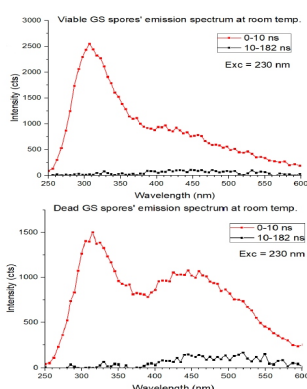 Viable GS spores' emission spectrum at room temp.
3000
2500
2000
1500
1000
500
0
Intensity (cts)
0-10 ns
10-182 ns
Exc = 230 nm
250 300 350 400 450 500 550 600
Wavelength (nm)
Dead GS spores' emission spectrum at room temp.
1500
1000
500
0
Intensity (cts)
0-10 ns
10-182 ns
Exc = 230 nm
250 300 350 400 450 500 550 600
Wavelength (nm)